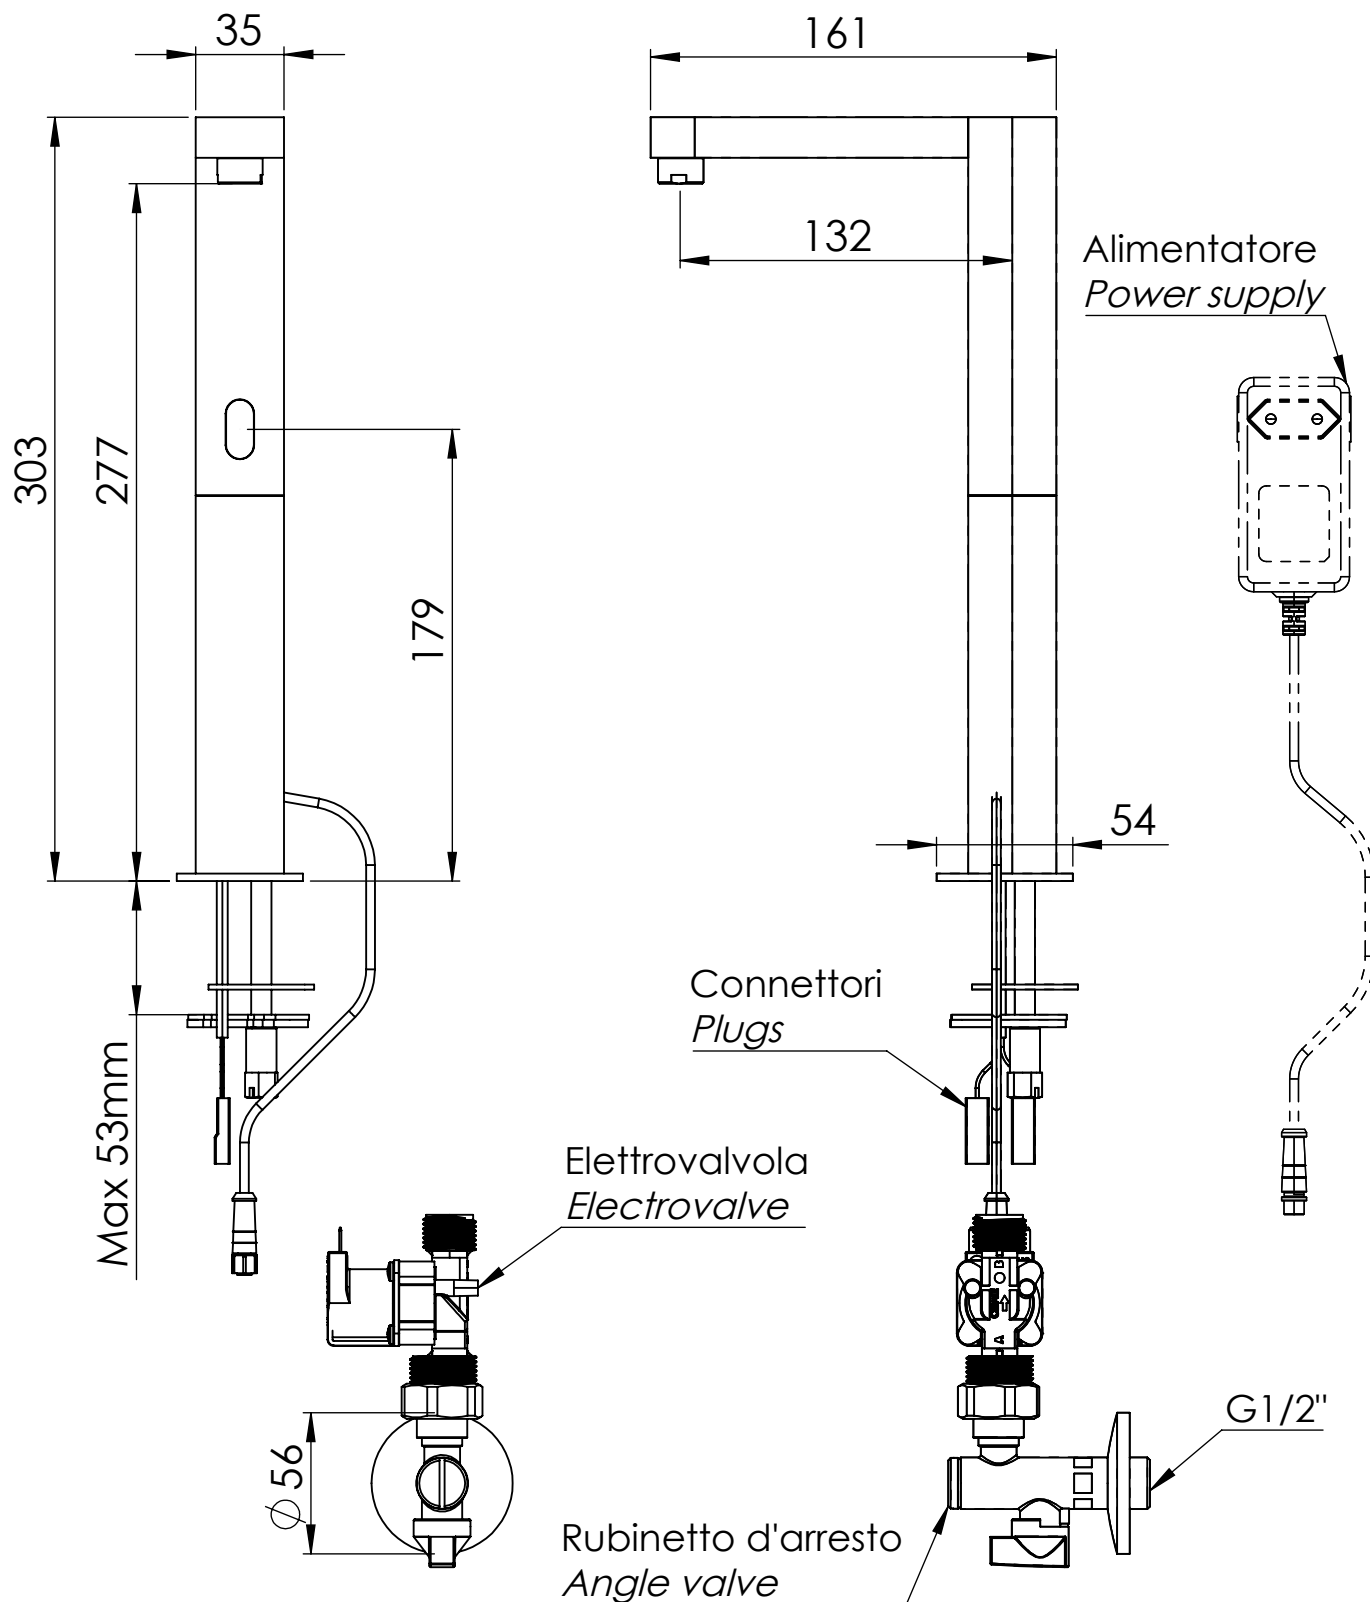 35
161
132
Alimentatore
Power supply
303
277
179
54
Connettori
Plugs
Max 53mm
Elettrovalvola
Electrovalve
B
A
G1/2"
⌀ 56
Rubinetto d'arresto
Angle valve